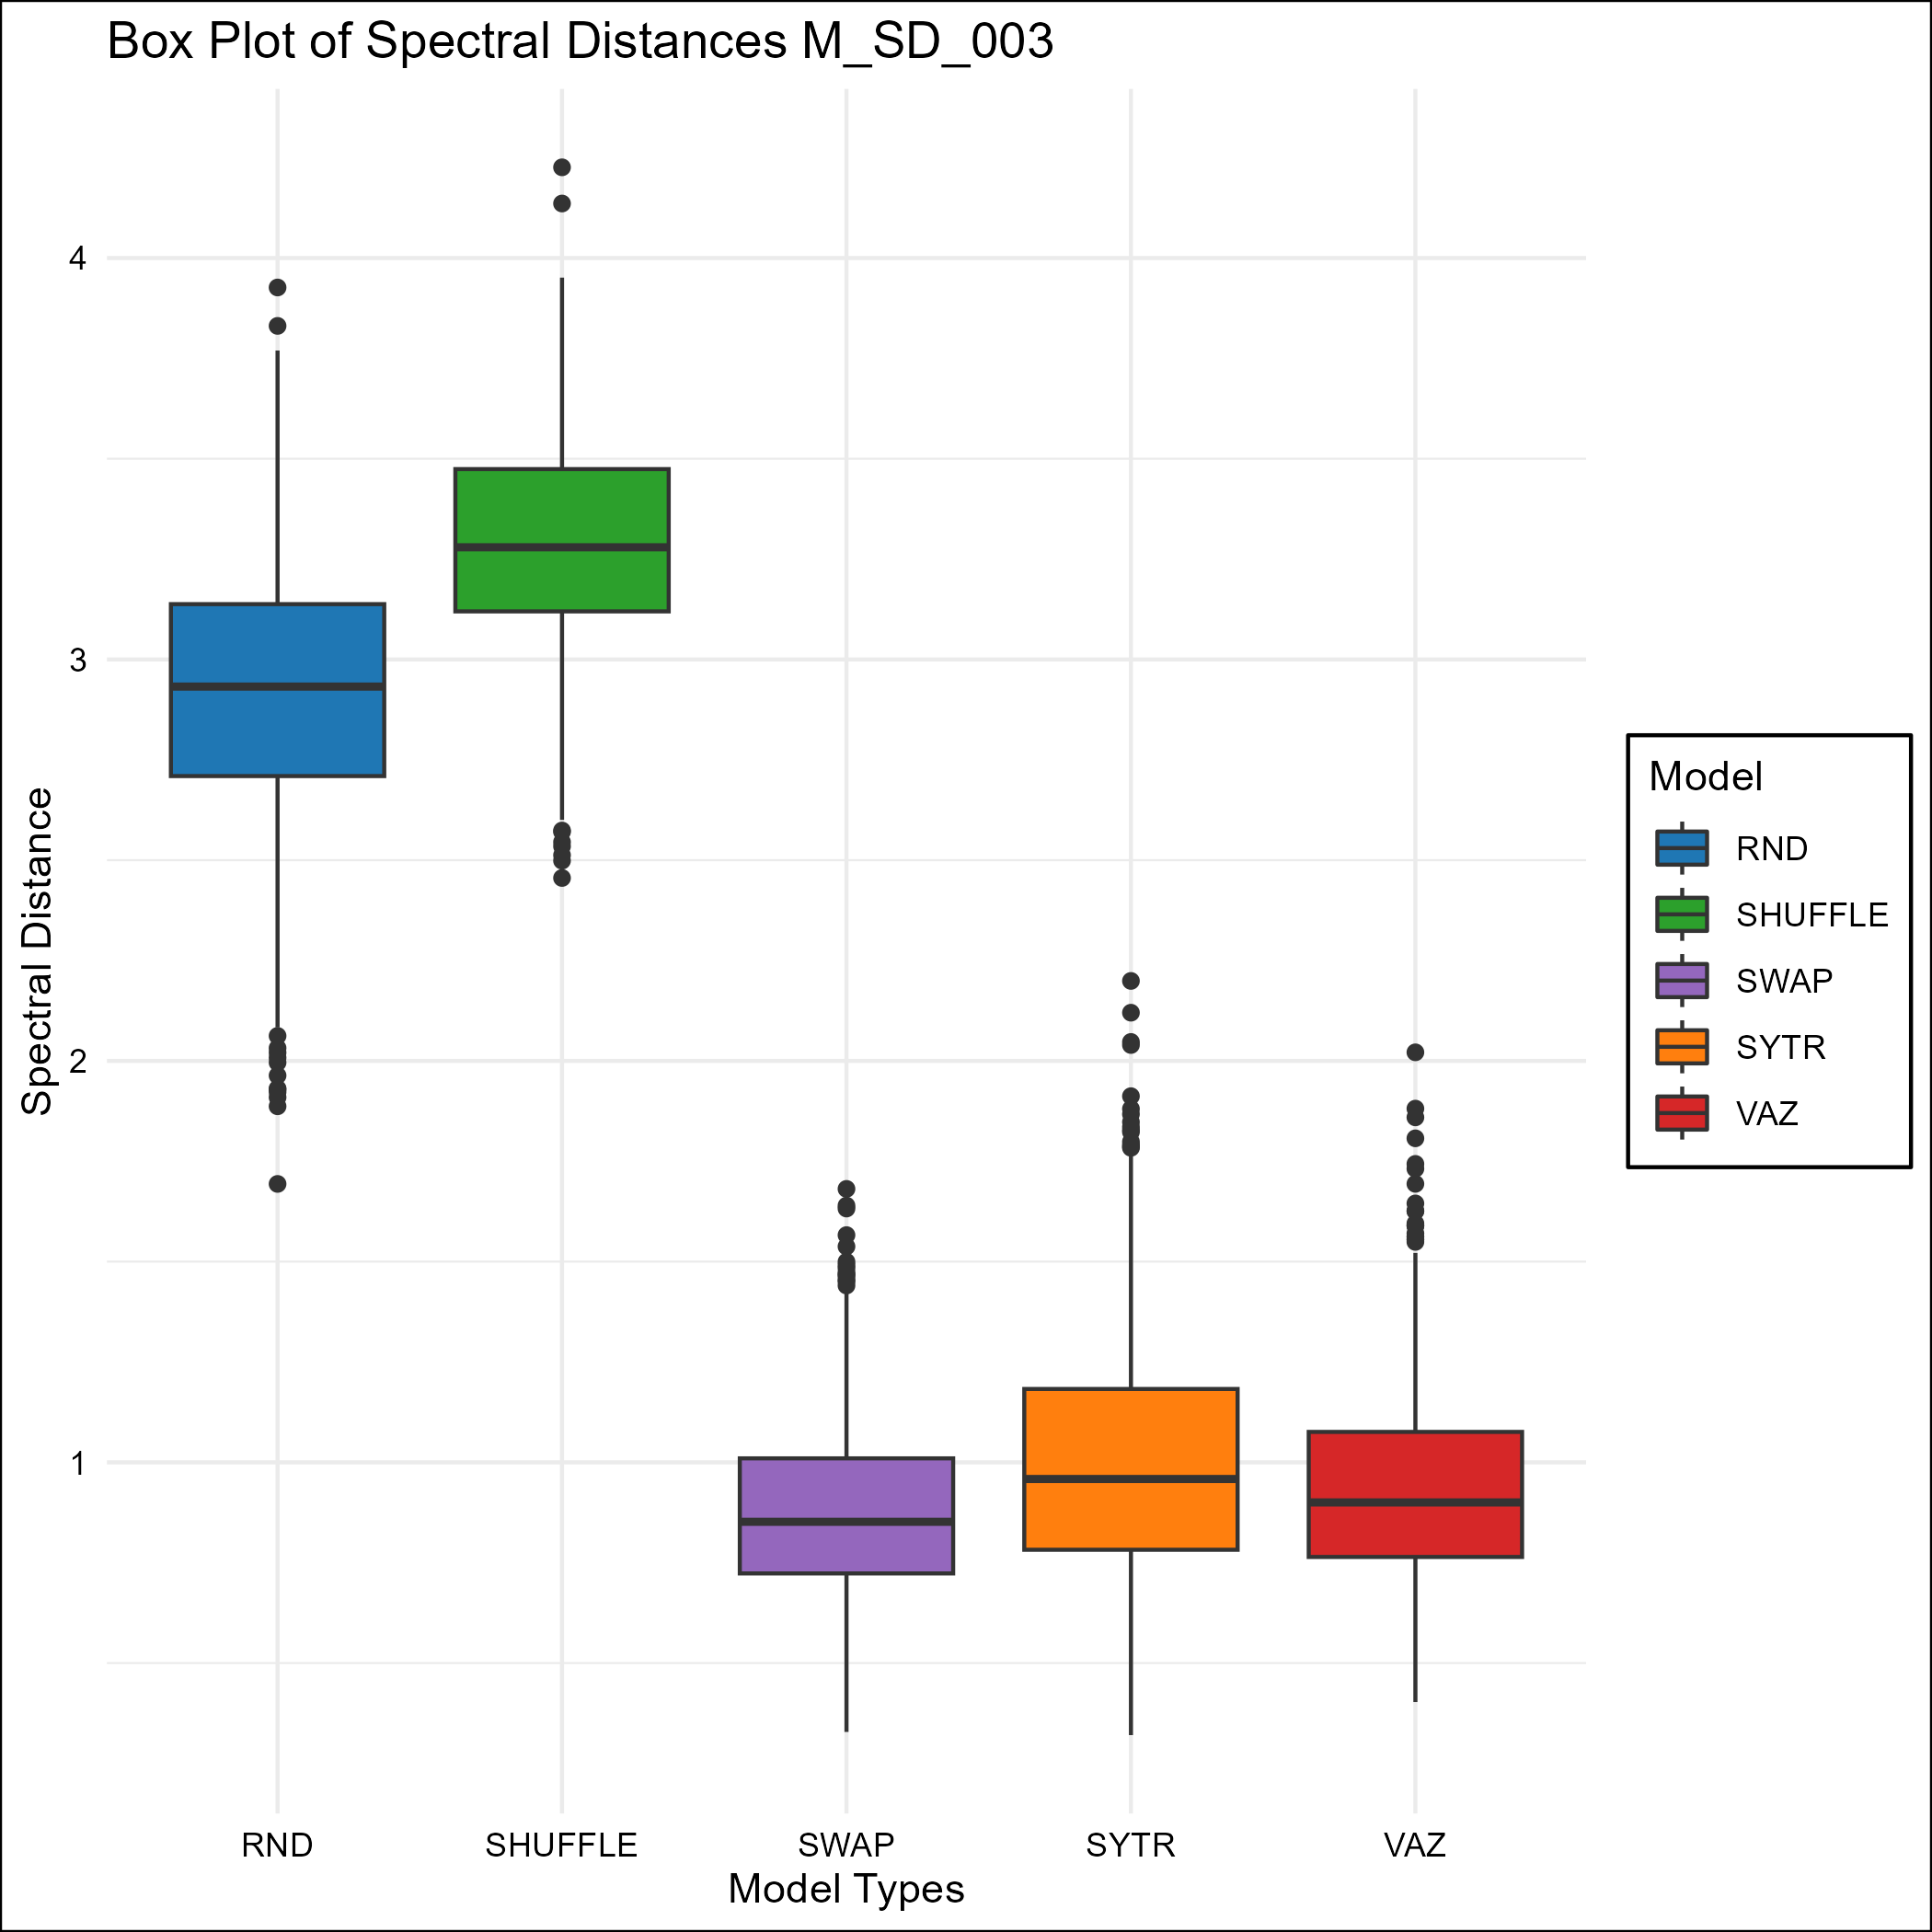 Box Plot of Spectral Distances M_SD_003
Spectral Distance
4
3
2
1
RND
SHUFFLE
SWAP
SYTR
VAZ
Model Types
Model
RND
SHUFFLE
SWAP
SYTR
VAZ